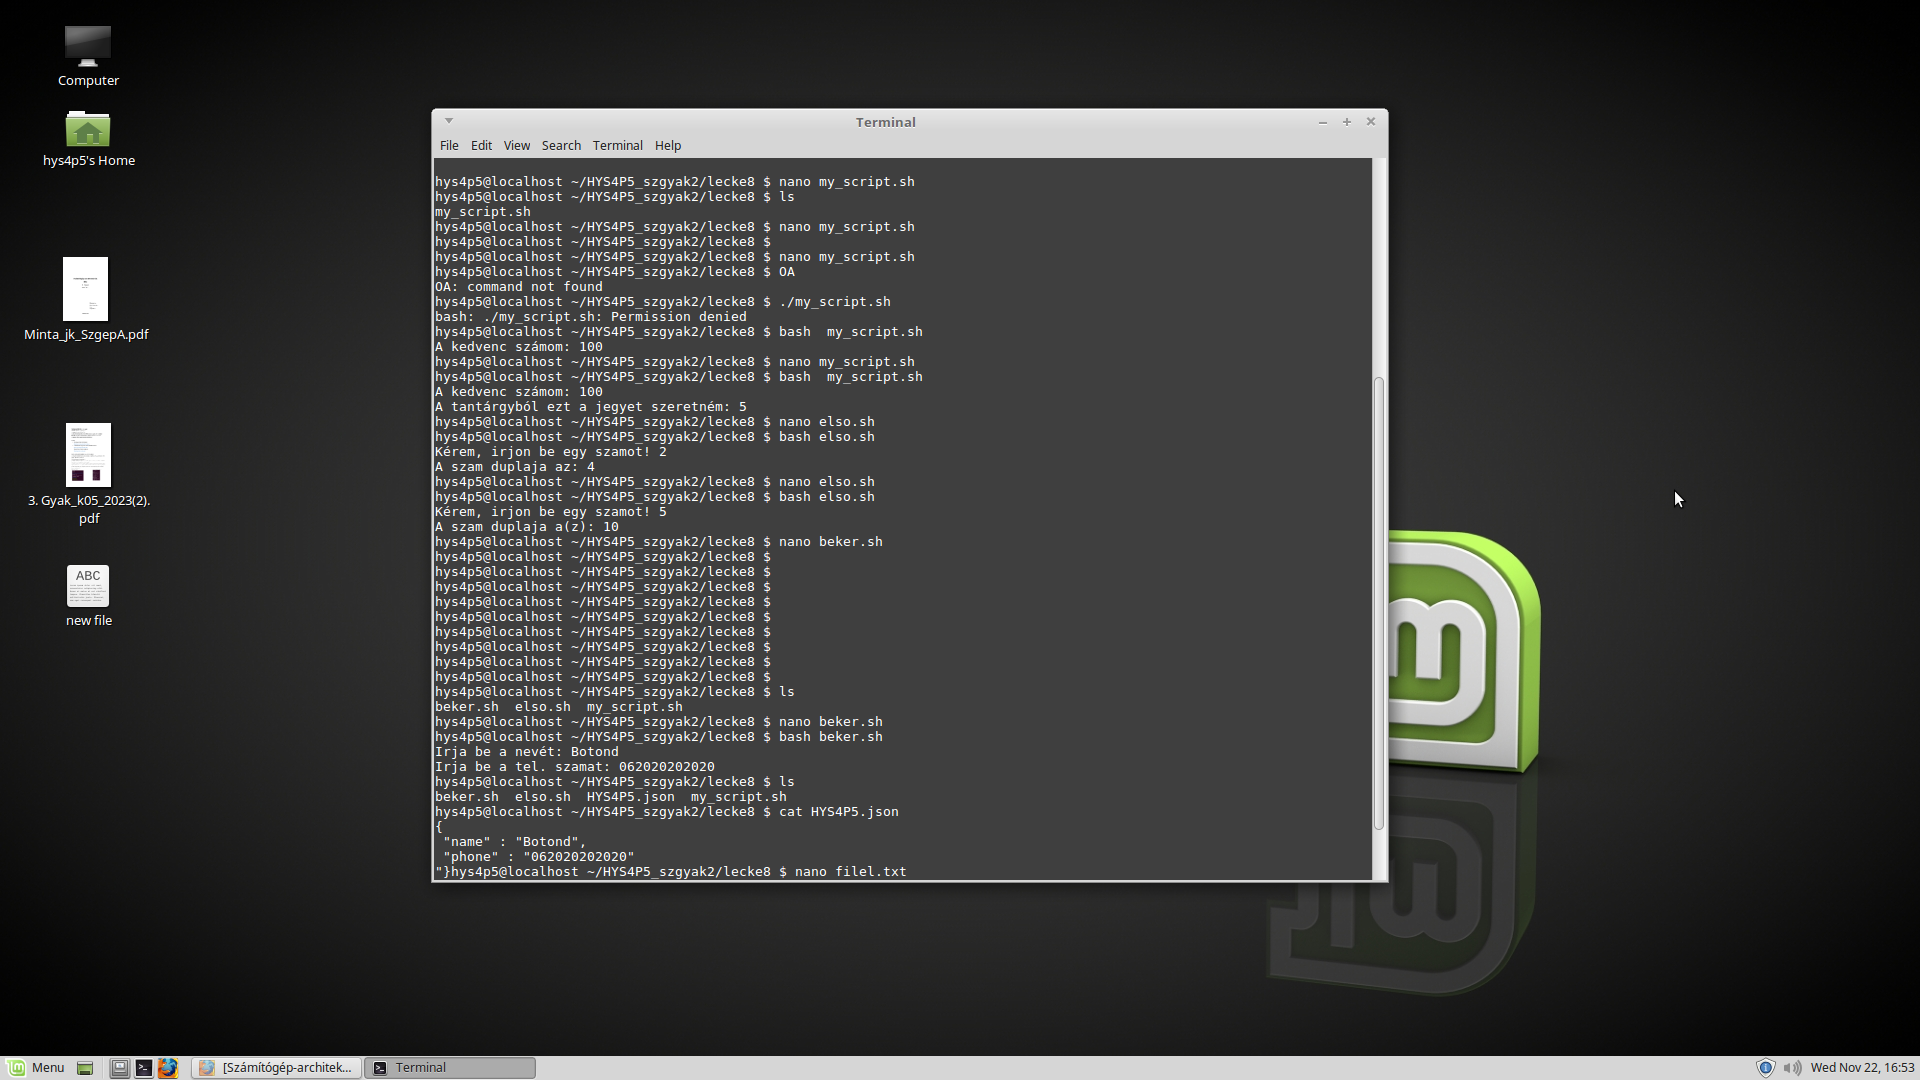 Computer
hys4p5's Home
Minta_jk_SzgepA.pdf
3. Gyak_k05_2023(2).
pdf
ABC
new file
Terminal
File Edit View Search Terminal Help
hys4p5@localhost ~/HYS4P5_szgyak2/lecke8 $ nano my_script.sh
hys4p5@localhost ~/HYS4P5_szgyak2/lecke8 $ ls
my_script.sh
hys4p5@localhost ~/HYS4P5_szgyak2/lecke8 $ nano my_script.sh
hys4p5@localhost ~/HYS4P5_szgyak2/lecke8 $
hys4p5@localhost ~/HYS4P5_szgyak2/lecke8 $ nano my_script.sh
hys4p5@localhost ~/HYS4P5_szgyak2/lecke8 $ OA
OA: command not found
hys4p5@localhost ~/HYS4P5_szgyak2/lecke8 $ ./my_script.sh
bash: ./my_script.sh: Permission denied
hys4p5@localhost ~/HYS4P5_szgyak2/lecke8 $ bash  my_script.sh
A kedvenc számom: 100
hys4p5@localhost ~/HYS4P5_szgyak2/lecke8 $ nano my_script.sh
hys4p5@localhost ~/HYS4P5_szgyak2/lecke8 $ bash  my_script.sh
A kedvenc számom: 100
A tantárgyból ezt a jegyet szeretném: 5
hys4p5@localhost ~/HYS4P5_szgyak2/lecke8 $ nano elso.sh
hys4p5@localhost ~/HYS4P5_szgyak2/lecke8 $ bash elso.sh
Kérem, irjon be egy szamot! 2
A szam duplaja az: 4
hys4p5@localhost ~/HYS4P5_szgyak2/lecke8 $ nano elso.sh
hys4p5@localhost ~/HYS4P5_szgyak2/lecke8 $ bash elso.sh
Kérem, irjon be egy szamot! 5
A szam duplaja a(z): 10
hys4p5@localhost ~/HYS4P5_szgyak2/lecke8 $ nano beker.sh
hys4p5@localhost ~/HYS4P5_szgyak2/lecke8 $
hys4p5@localhost ~/HYS4P5_szgyak2/lecke8 $
hys4p5@localhost ~/HYS4P5_szgyak2/lecke8 $
hys4p5@localhost ~/HYS4P5_szgyak2/lecke8 $
hys4p5@localhost ~/HYS4P5_szgyak2/lecke8 $
hys4p5@localhost ~/HYS4P5_szgyak2/lecke8 $
hys4p5@localhost ~/HYS4P5_szgyak2/lecke8 $
hys4p5@localhost ~/HYS4P5_szgyak2/lecke8 $
hys4p5@localhost ~/HYS4P5_szgyak2/lecke8 $
hys4p5@localhost ~/HYS4P5_szgyak2/lecke8 $ ls
beker.sh  elso.sh  my_script.sh
hys4p5@localhost ~/HYS4P5_szgyak2/lecke8 $ nano beker.sh
hys4p5@localhost ~/HYS4P5_szgyak2/lecke8 $ bash beker.sh
Irja be a nevét: Botond
Irja be a tel. szamat: 062020202020
hys4p5@localhost ~/HYS4P5_szgyak2/lecke8 $ ls
beker.sh  elso.sh  HYS4P5.json  my_script.sh
hys4p5@localhost ~/HYS4P5_szgyak2/lecke8 $ cat HYS4P5.json
{
 "name" : "Botond",
 "phone" : "062020202020"
"}hys4p5@localhost ~/HYS4P5_szgyak2/lecke8 $ nano filel.txt
Menu
[Számítógép-architek...
Terminal
Wed Nov 22, 16:53